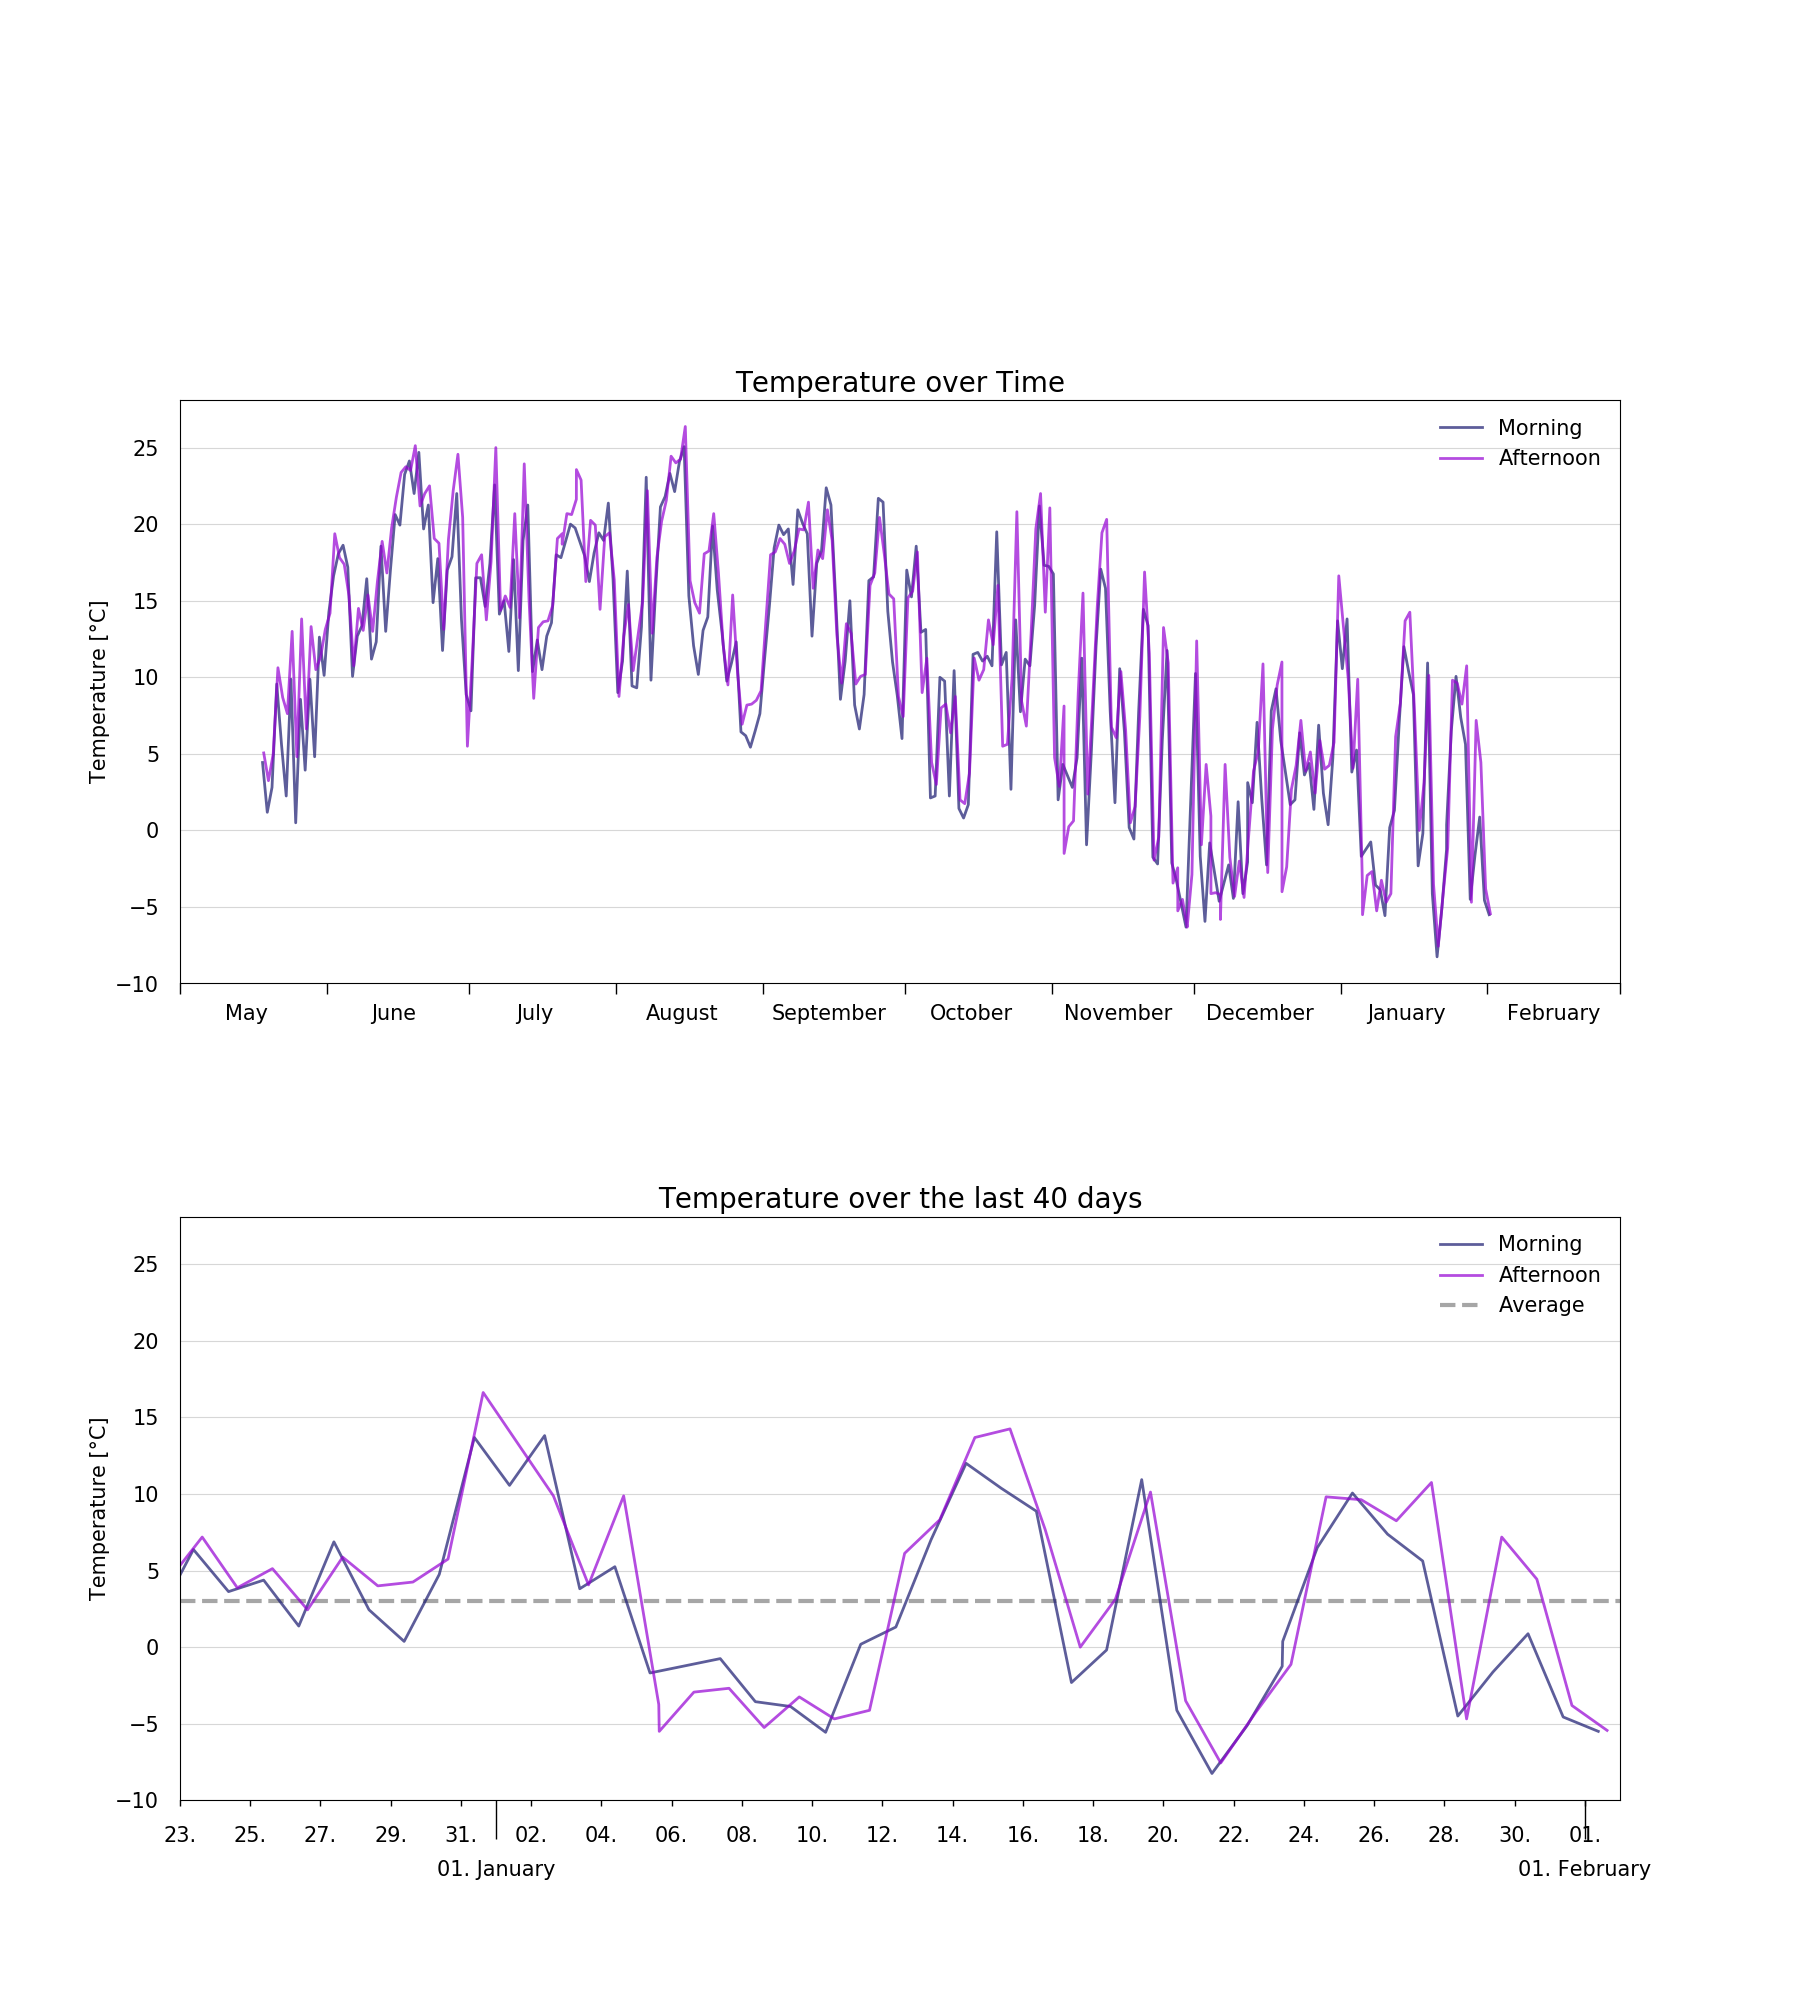 Temperature over Time
Morning
Afternoon
25
20
15
10
5
0
−5
−10
Temperature [°C]
May June July August September October November December January February
Temperature over the last 40 days
Morning
Afternoon
Average
25
20
15
10
5
0
−5
−10
Temperature [°C]
23. 25. 27. 29. 31. 02. 04. 06. 08. 10. 12. 14. 16. 18. 20. 22. 24. 26. 28. 30. 01.
01. January 01. February